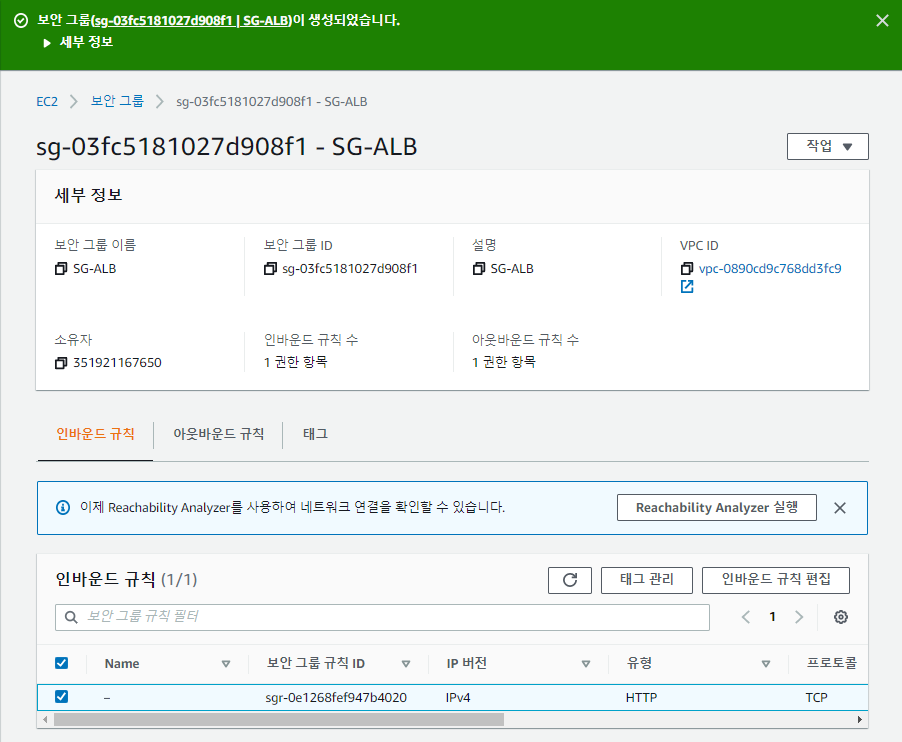 보안 그룹(sg-03fc5181027d908f1 | SG-ALB)이 생성되었습니다.
세부 정보
EC2 보안 그룹 sg-03fc5181027d908f1 - SG-ALB
sg-03fc5181027d908f1 - SG-ALB 작업
세부 정보
보안 그룹 이름 보안 그룹 ID 설명 VPC ID
SG-ALB sg-03fc5181027d908f1 SG-ALB vpc-0890cd9c768dd3fc9
소유자 인바운드 규칙 수 아웃바운드 규칙 수
351921167650 1 권한 항목 1 권한 항목
인바운드 규칙 아웃바운드 규칙 태그
이제 Reachability Analyzer를 사용하여 네트워크 연결을 확인할 수 있습니다. Reachability Analyzer 실행
인바운드 규칙 (1/1) 태그 관리 인바운드 규칙 편집
보안 그룹 규칙 필터 1
Name 보안 그룹 규칙 ID IP 버전 유형 프로토콜
– sgr-0e1268fef947b4020 IPv4 HTTP TCP